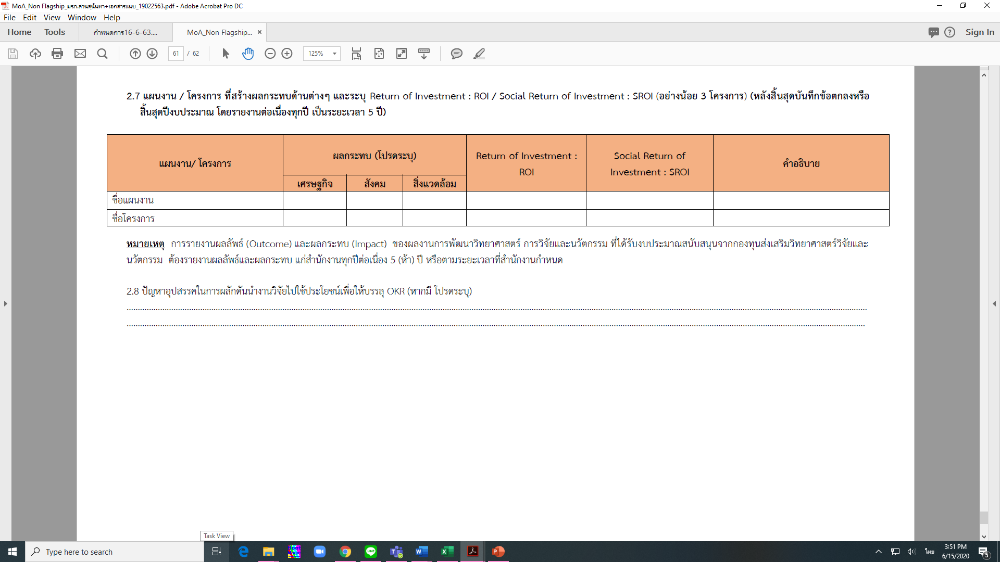 MoA_Non Flagship_มรภ.สวนสุนันทา+เอกสารแนบ_19022563.pdf - Adobe Acrobat Pro DC
File Edit View Window Help
Home Tools กำหนดการ16-6-63.... MoA_Non Flagship... × Sign In
61 / 62 125%
2.7 แผนงาน / โครงการ ที่สร้างผลกระทบด้านต่างๆ และระบุ Return of Investment : ROI / Social Return of Investment : SROI (อย่างน้อย 3 โครงการ) (หลังสิ้นสุดบันทึกข้อตกลงหรือ
สิ้นสุดปีงบประมาณ โดยรายงานต่อเนื่องทุกปี เป็นระยะเวลา 5 ปี)
แผนงาน/ โครงการ
ผลกระทบ (โปรดระบุ)
Return of Investment :
ROI
Social Return of
Investment : SROI
คำอธิบาย
เศรษฐกิจ สังคม สิ่งแวดล้อม
ชื่อแผนงาน
ชื่อโครงการ
หมายเหตุ การรายงานผลลัพธ์ (Outcome) และผลกระทบ (Impact) ของผลงานการพัฒนาวิทยาศาสตร์ การวิจัยและนวัตกรรม ที่ได้รับงบประมาณสนับสนุนจากกองทุนส่งเสริมวิทยาศาสตร์วิจัยและ
นวัตกรรม ต้องรายงานผลลัพธ์และผลกระทบ แก่สำนักงานทุกปีต่อเนื่อง 5 (ห้า) ปี หรือตามระยะเวลาที่สำนักงานกำหนด
2.8 ปัญหาอุปสรรคในการผลักดันนำงานวิจัยไปใช้ประโยชน์เพื่อให้บรรลุ OKR (หากมี โปรดระบุ)
Task View
Type here to search
ไทย
3:51 PM
6/15/2020
5